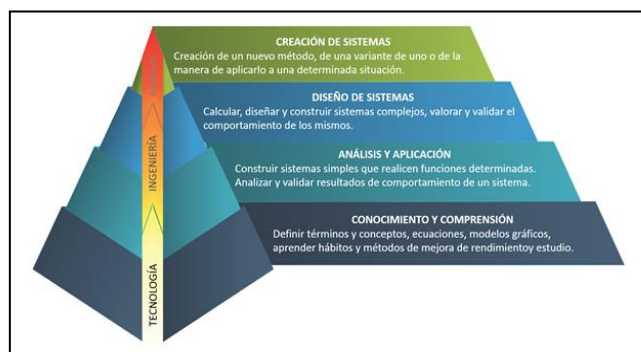 CREACIÓN DE SISTEMAS
Creación de un nuevo método, de una variante de uno o de la
manera de aplicarlo a una determinada situación.
DISEÑO DE SISTEMAS
Calcular, diseñar y construir sistemas complejos, valorar y validar el
comportamiento de los mismos.
ANÁLISIS Y APLICACIÓN
Construir sistemas simples que realicen funciones determinadas.
Analizar y validar resultados de comportamiento de un sistema.
CONOCIMIENTO Y COMPRENSIÓN
Definir términos y conceptos, ecuaciones, modelos gráficos,
aprender hábitos y métodos de mejora de rendimientoy estudio.
INGENIERÍA
TECNOLOGÍA